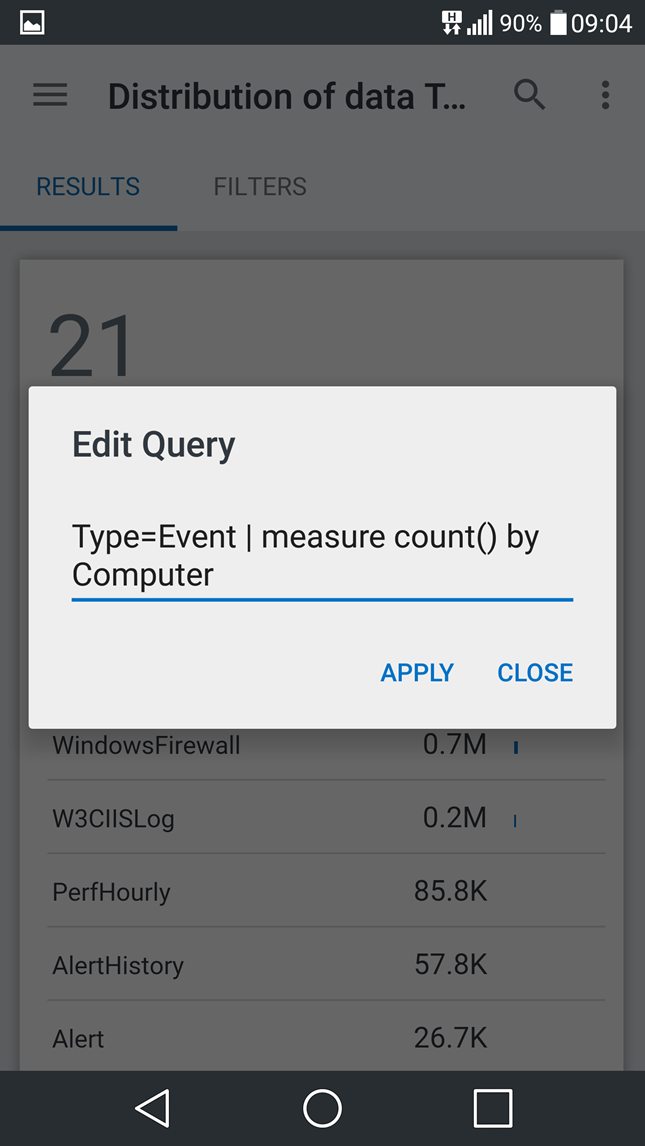 H 90% 09:04
Distribution of data T...
RESULTS FILTERS
21
Edit Query
Type=Event | measure count() by
Computer
APPLY CLOSE
WindowsFirewall 0.7M
W3CIISLog 0.2M
PerfHourly 85.8K
AlertHistory 57.8K
Alert 26.7K